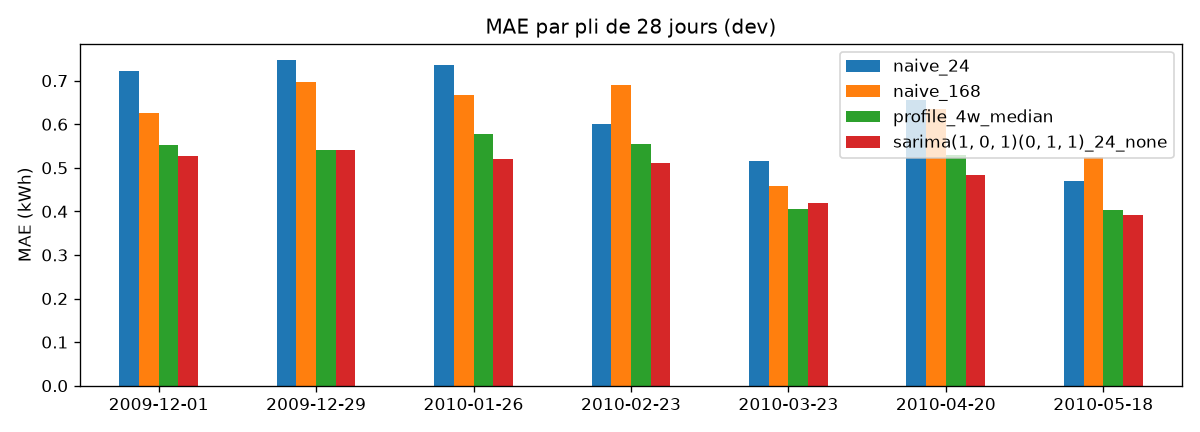 MAE par pli de 28 jours (dev)
naive_24
naive_168
profile_4w_median
sarima(1, 0, 1)(0, 1, 1)_24_none
MAE (kWh)
0.7
0.6
0.5
0.4
0.3
0.2
0.1
0.0
2009-12-01
2009-12-29
2010-01-26
2010-02-23
2010-03-23
2010-04-20
2010-05-18